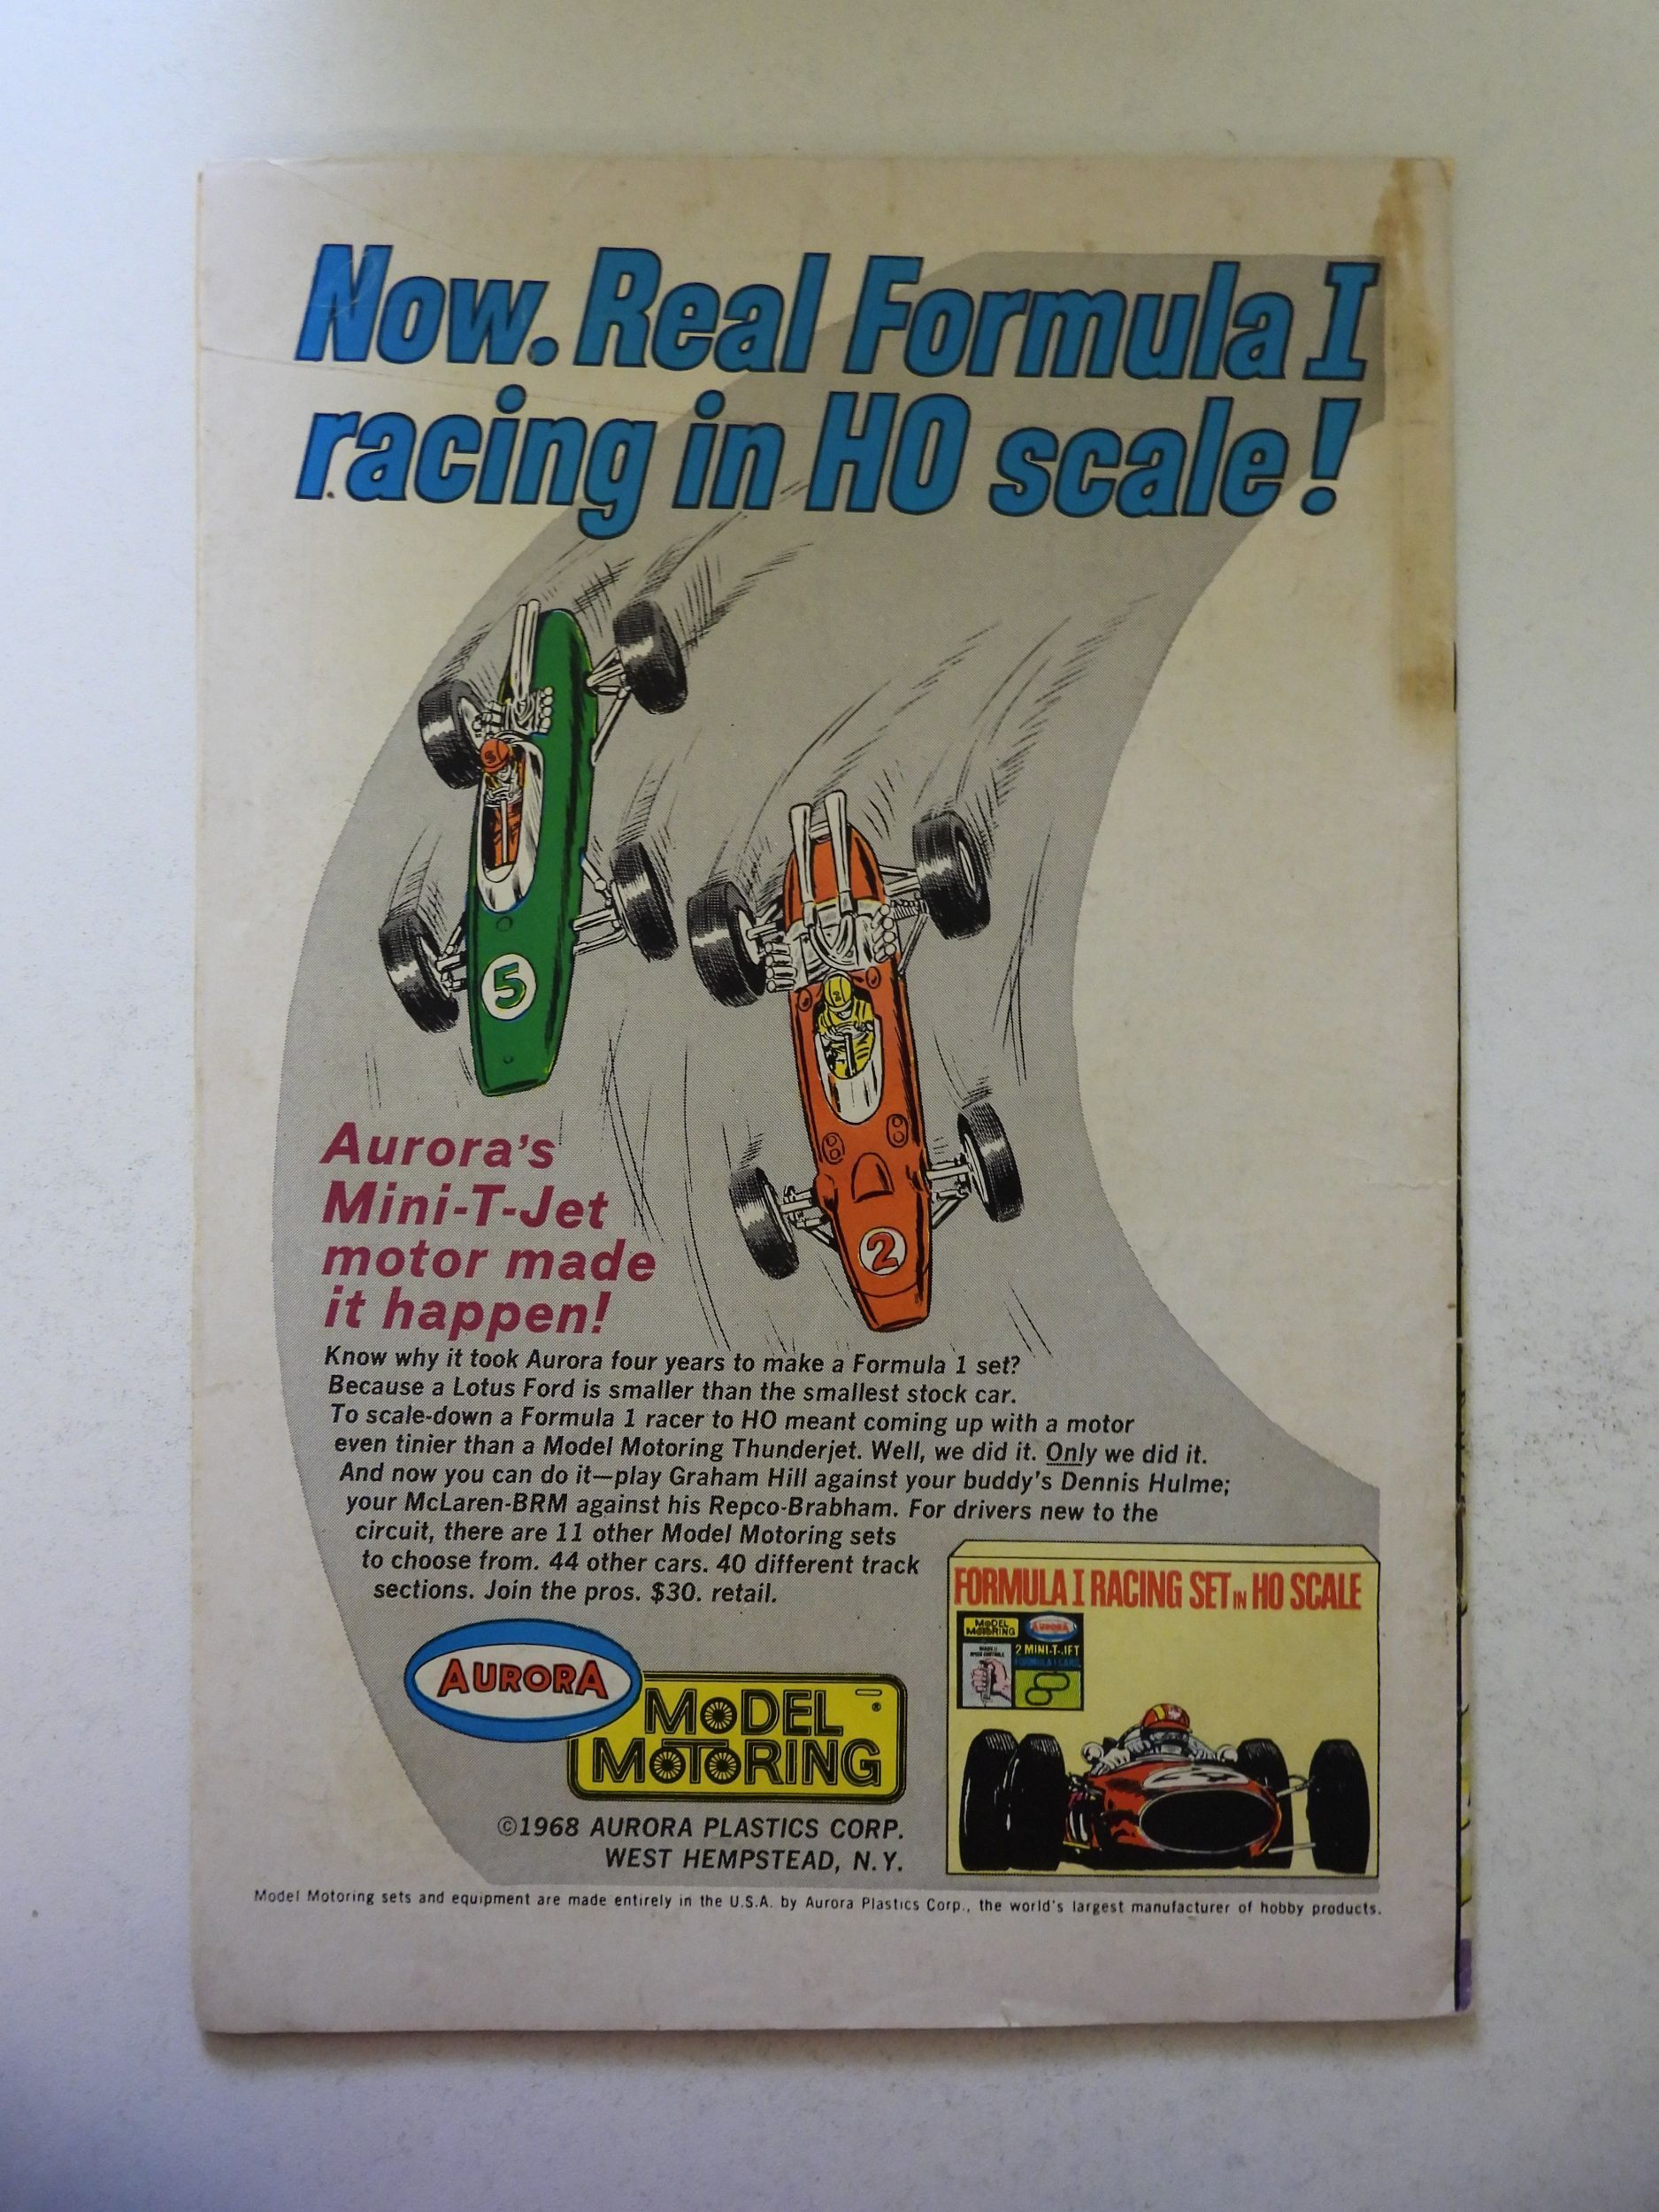 Now. Real Formula I
racing in HO scale!
5
5
2
2
Aurora's
Mini-T-Jet
motor made
it happen!
Know why it took Aurora four years to make a Formula 1 set?
Because a Lotus Ford is smaller than the smallest stock car.
To scale-down a Formula 1 racer to HO meant coming up with a motor
even tinier than a Model Motoring Thunderjet. Well, we did it. Only we did it.
And now you can do it—play Graham Hill against your buddy's Dennis Hulme;
your McLaren-BRM against his Repco-Brabham. For drivers new to the
circuit, there are 11 other Model Motoring sets
to choose from. 44 other cars. 40 different track
sections. Join the pros. $30. retail.
FORMULA I RACING SET IN HO SCALE
MODEL
MOTORING
AURORA
2 MINI-T-JET
FORMULA I CARS
AURORA
MODEL ®
MOTORING
©1968 AURORA PLASTICS CORP.
WEST HEMPSTEAD, N.Y.
Model Motoring sets and equipment are made entirely in the U.S.A. by Aurora Plastics Corp., the world's largest manufacturer of hobby products.